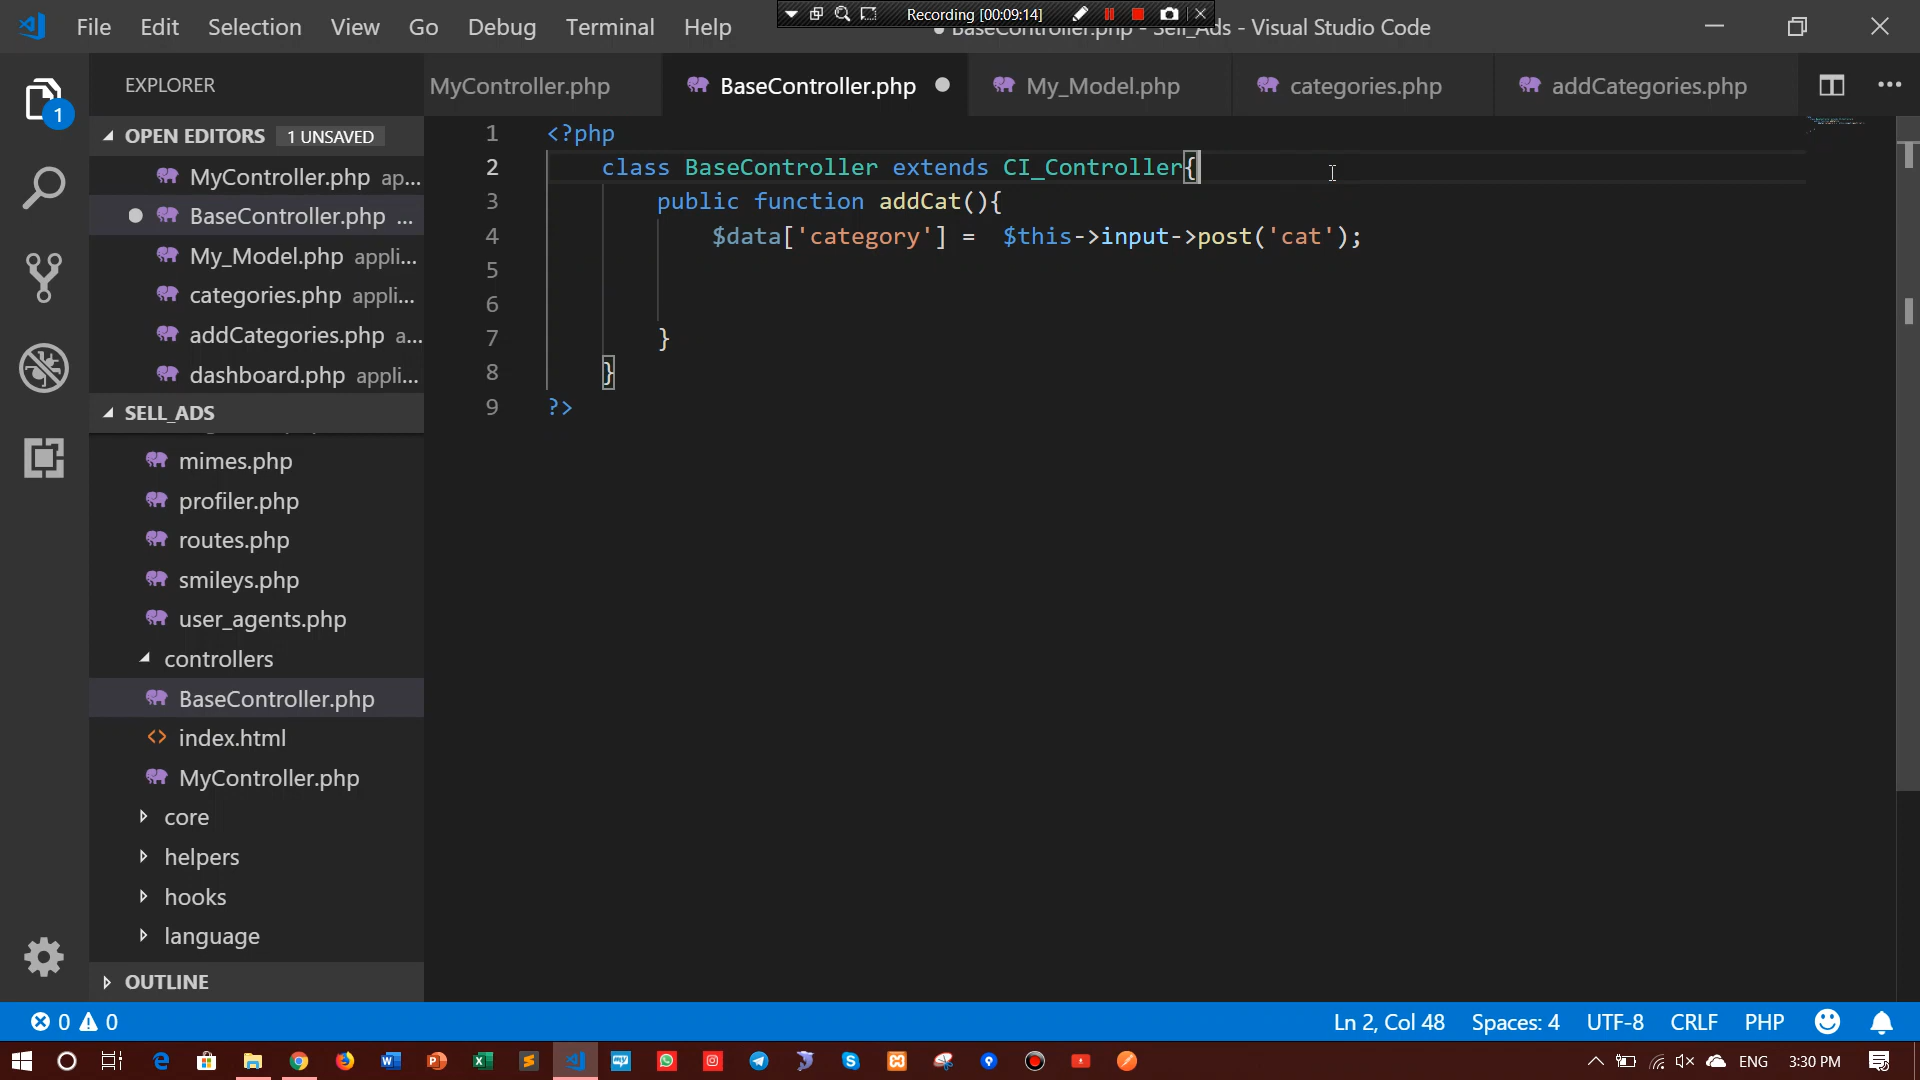 File Edit Selection View Go Debug Terminal Help
Recording [00:09:14]
BaseController.php - Sell_Ads - Visual Studio Code
EXPLORER
MyController.php
BaseController.php
My_Model.php
categories.php
addCategories.php
OPEN EDITORS 1 UNSAVED
MyController.php ap...
BaseController.php ...
My_Model.php appli...
categories.php appli...
addCategories.php a...
dashboard.php appli...
SELL_ADS
mimes.php
profiler.php
routes.php
smileys.php
user_agents.php
controllers
BaseController.php
index.html
MyController.php
core
helpers
hooks
language
OUTLINE
1 <?php
2 class BaseController extends CI_Controller{
3 public function addCat(){
4 $data['category'] =  $this->input->post('cat');
5
6
7 }
8 }
9 ?>
1
0 0
Ln 2, Col 48 Spaces: 4 UTF-8 CRLF PHP
ENG 3:30 PM